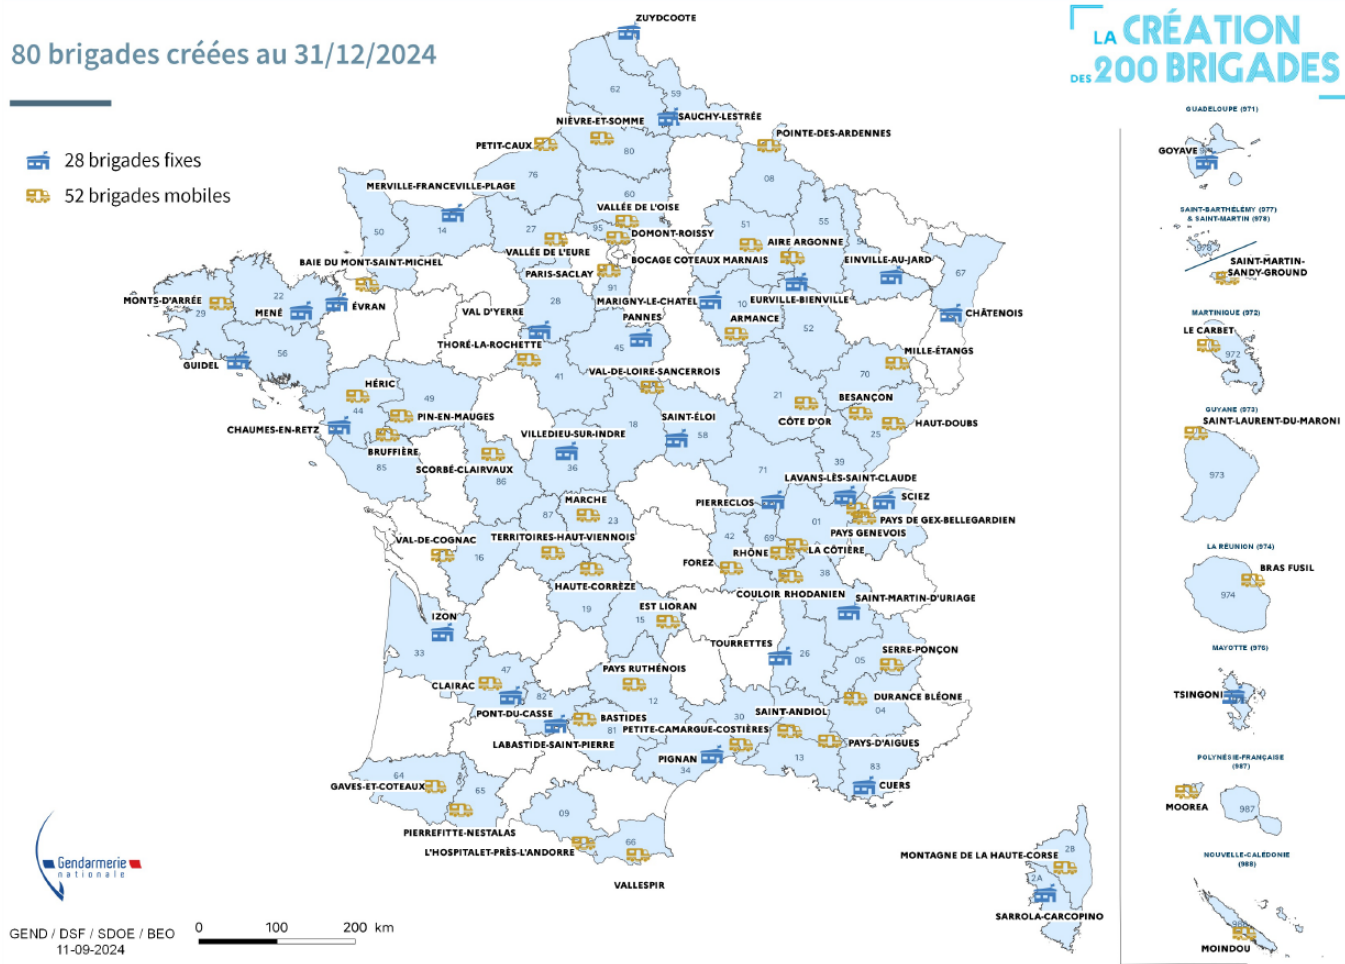 80 brigades créées au 31/12/2024
LA CRÉATION
DES 200 BRIGADES
28 brigades fixes
52 brigades mobiles
ZUYDCOOTE
62
59
SAUCHY-LESTRÉE
NIÈVRE-ET-SOMME
POINTE-DES-ARDENNES
PETIT-CAUX
80
76
08
MERVILLE-FRANCEVILLE-PLAGE
60
VALLÉE DE L'OISE
50
14
27
95
DOMONT-ROISSY
51
55
54
AIRE ARGONNE
VALLÉE DE L'EURE
BOCAGE COTEAUX MARNAIS
EINVILLE-AU-JARD
BAIE DU MONT-SAINT-MICHEL
PARIS-SACLAY
67
91
MONTS-D'ARRÉE
22
ÉVRAN
28
MARIGNY-LE-CHATEL
10
EURVILLE-BIENVILLE
29
MENÉ
VAL D'YERRE
PANNES
ARMANCE
52
CHÂTENOIS
THORÉ-LA-ROCHETTE
45
GUIDEL
56
MILLE-ÉTANGS
41
VAL-DE-LOIRE-SANCERROIS
70
HÉRIC
49
21
BESANÇON
44
PIN-EN-MAUGES
SAINT-ÉLOI
CÔTE D'OR
HAUT-DOUBS
CHAUMES-EN-RETZ
VILLEDIEU-SUR-INDRE
18
58
25
BRUFFIÈRE
SCORBÉ-CLAIRVAUX
85
86
36
71
39
LAVANS-LÈS-SAINT-CLAUDE
MARCHE
PIERRECLOS
SCIEZ
87
23
01
PAYS DE GEX-BELLEGARDIEN
VAL-DE-COGNAC
TERRITOIRES-HAUT-VIENNOIS
42
69
PAYS GENEVOIS
16
RHÔNE
LA CÔTIÈRE
FOREZ
HAUTE-CORRÈZE
38
COULOIR RHODANIEN
SAINT-MARTIN-D'URIAGE
19
EST LIORAN
IZON
15
33
TOURRETTES
26
SERRE-PONÇON
05
47
PAYS RUTHÉNOIS
CLAIRAC
82
12
DURANCE BLÉONE
PONT-DU-CASSE
BASTIDES
30
SAINT-ANDIOL
04
81
PETITE-CAMARGUE-COSTIÈRES
LABASTIDE-SAINT-PIERRE
PAYS-D'AIGUES
PIGNAN
34
13
83
64
CUERS
GAVES-ET-COTEAUX
65
09
PIERREFITTE-NESTALAS
66
L'HOSPITALET-PRÈS-L'ANDORRE
VALLESPIR
2B
MONTAGNE DE LA HAUTE-CORSE
2A
SARROLA-CARCOPINO
GUADELOUPE (971)
GOYAVE
SAINT-BARTHÉLEMY (977)
& SAINT-MARTIN (978)
978
SAINT-MARTIN-
SANDY-GROUND
MARTINIQUE (972)
LE CARBET
972
GUYANE (973)
SAINT-LAURENT-DU-MARONI
973
LA RÉUNION (974)
BRAS FUSIL
974
MAYOTTE (976)
TSINGONI
POLYNÉSIE-FRANÇAISE
(987)
MOOREA
987
NOUVELLE-CALÉDONIE
(988)
988
MOINDOU
Gendarmerie
nationale
GEND / DSF / SDOE / BEO
11-09-2024
0 100 200 km